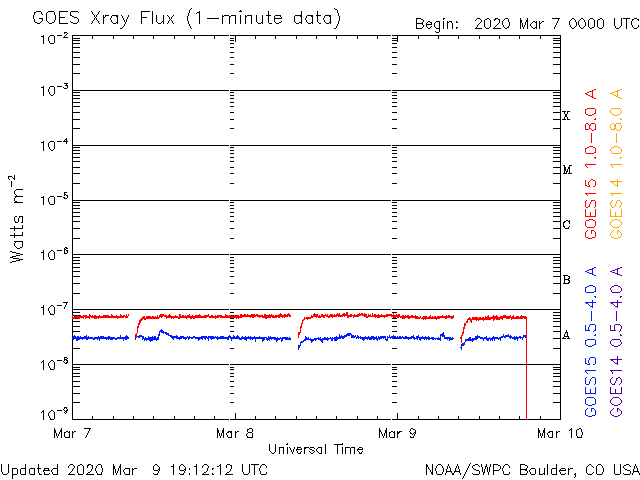 GOES Xray Flux (1-minute data)
Begin: 2020 Mar 7 0000 UTC
10⁻²
10⁻³
10⁻⁴
10⁻⁵
10⁻⁶
10⁻⁷
10⁻⁸
10⁻⁹
Watts m⁻²
X
M
C
B
A
GOES15 1.0-8.0 A
GOES14 1.0-8.0 A
GOES15 0.5-4.0 A
GOES14 0.5-4.0 A
Mar 7
Mar 8
Mar 9
Mar 10
Universal Time
Updated 2020 Mar 9 19:12:12 UTC
NOAA/SWPC Boulder, CO USA